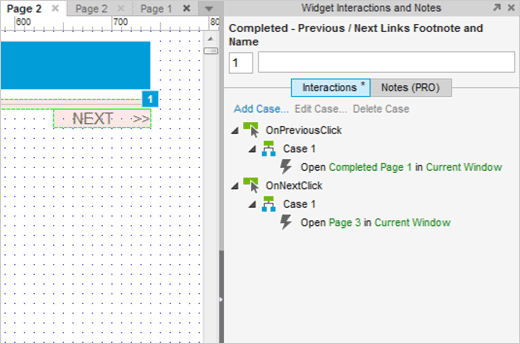 Page 2 Page 2 Page 1
600 700 80
1
NEXT >>
Widget Interactions and Notes
Completed - Previous / Next Links Footnote and
Name
1
Interactions * Notes (PRO)
Add Case... Edit Case... Delete Case
OnPreviousClick
Case 1
Open Completed Page 1 in Current Window
OnNextClick
Case 1
Open Page 3 in Current Window